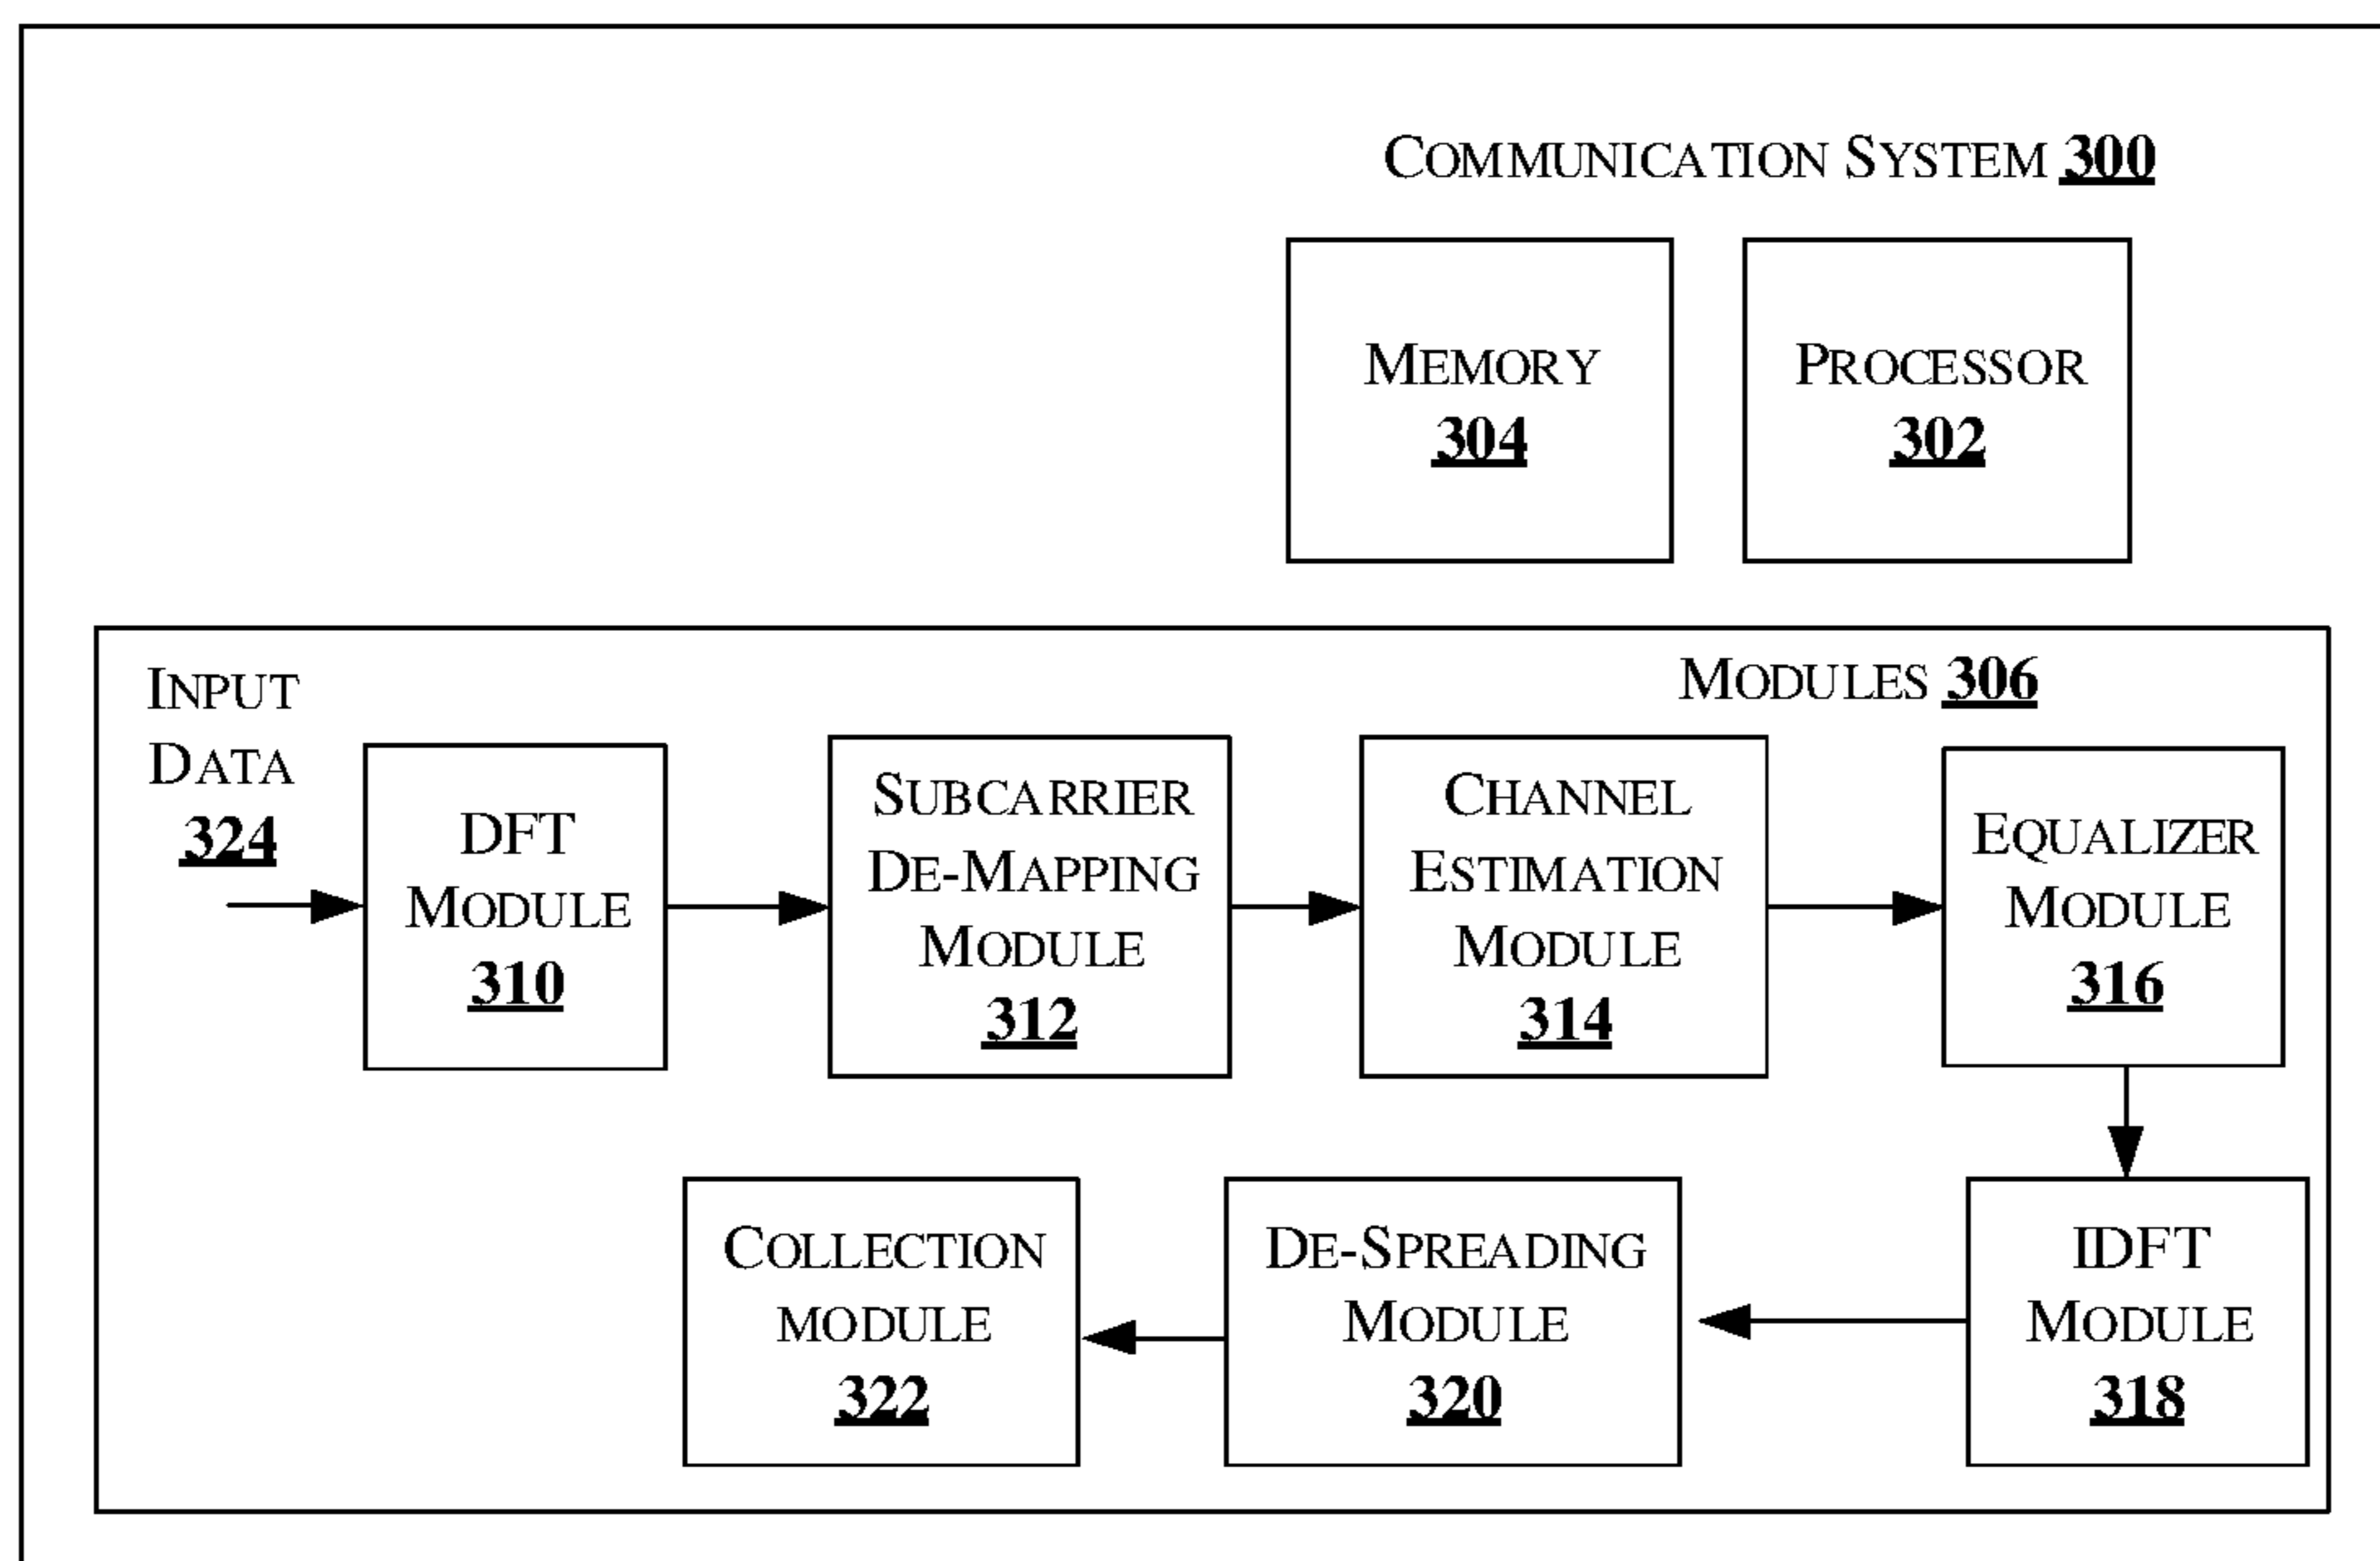 COMMUNICATION SYSTEM 300
MEMORY
304
PROCESSOR
302
MODULES 306
INPUT
DATA
324
DFT
MODULE
310
SUBCARRIER
DE-MAPPING
MODULE
312
CHANNEL
ESTIMATION
MODULE
314
EQUALIZER
MODULE
316
COLLECTION
MODULE
322
DE-SPREADING
MODULE
320
IDFT
MODULE
318